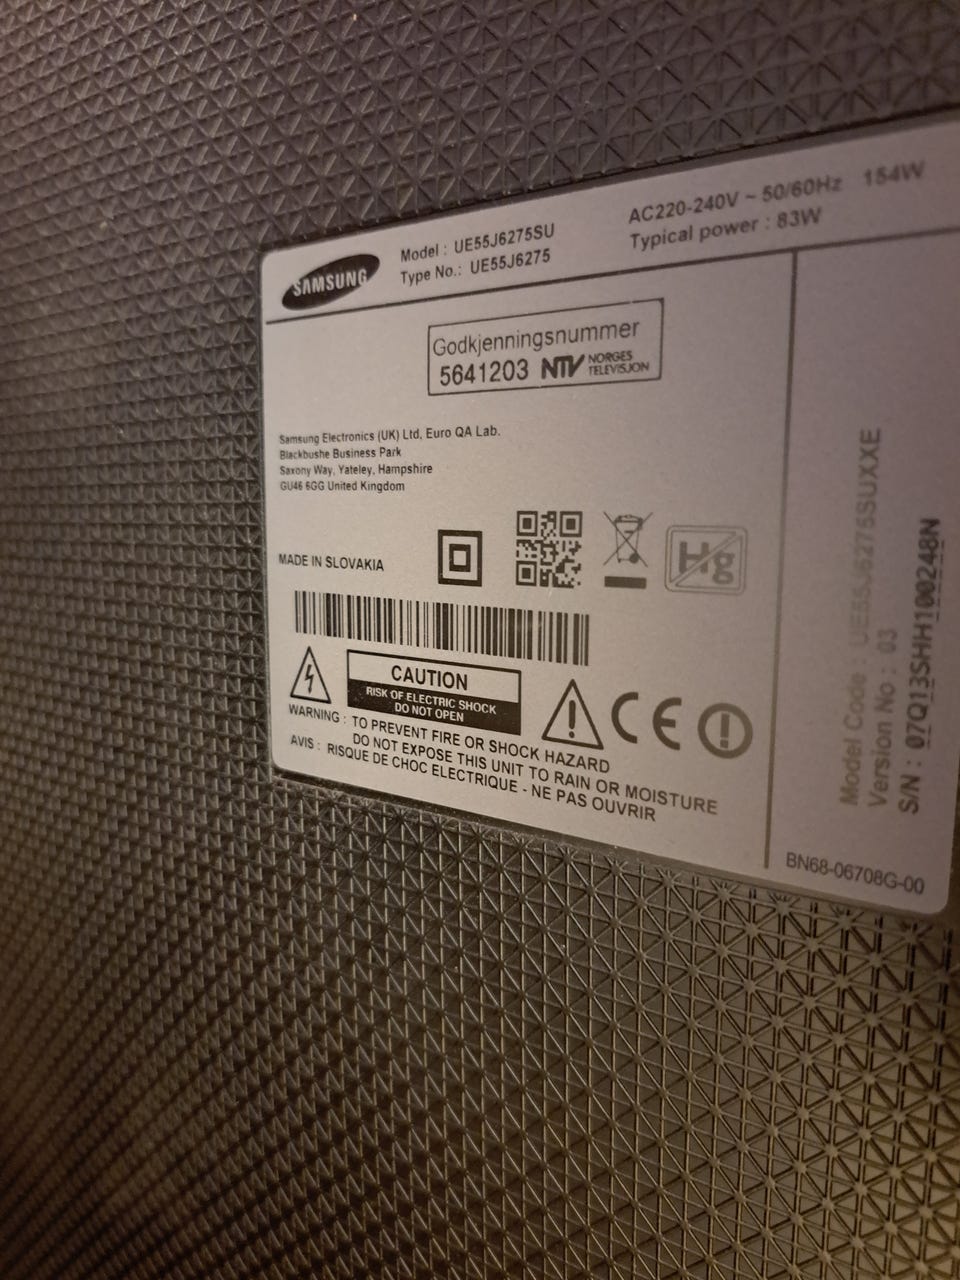 SAMSUNG
Model : UE55J6275SU
Type No.: UE55J6275
AC220-240V ~ 50/60Hz 154W
Typical power : 83W
Godkjenningsnummer
5641203 NTV NORGES
TELEVISJON
Samsung Electronics (UK) Ltd, Euro QA Lab.
Blackbushe Business Park
Saxony Way, Yateley, Hampshire
GU46 6GG United Kingdom
MADE IN SLOVAKIA
Hg
CAUTION
RISK OF ELECTRIC SHOCK
DO NOT OPEN
CE
WARNING : TO PREVENT FIRE OR SHOCK HAZARD
DO NOT EXPOSE THIS UNIT TO RAIN OR MOISTURE
AVIS : RISQUE DE CHOC ELECTRIQUE - NE PAS OUVRIR
Model Code UE55J6275SUXXE
Version No : 03
S/N : 07Q13SHH100248N
BN68-06708G-00